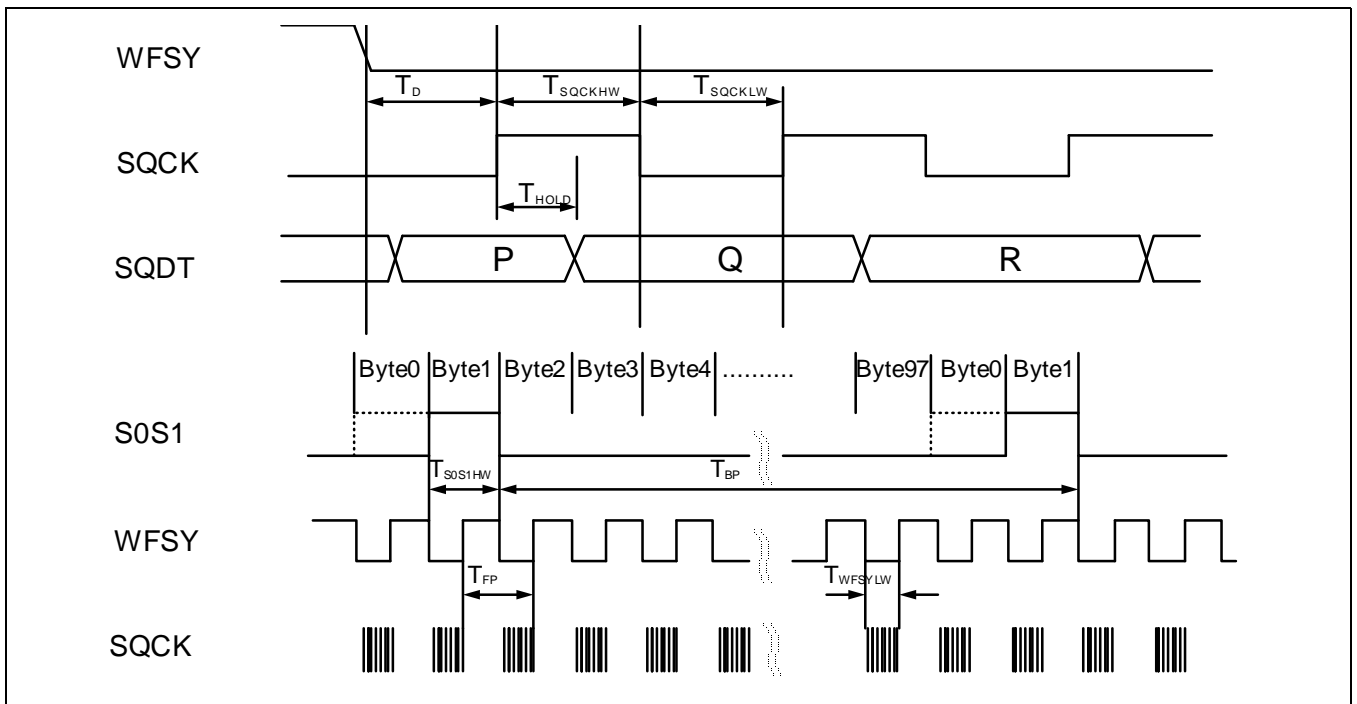 WFSY
T_D T_SQCKHW T_SQCKLW
SQCK
T_HOLD
SQDT P Q R
Byte0 Byte1 Byte2 Byte3 Byte4 .......... Byte97 Byte0 Byte1
S0S1
T_S0S1HW T_BP
WFSY
T_FP T_WFSYLW
SQCK